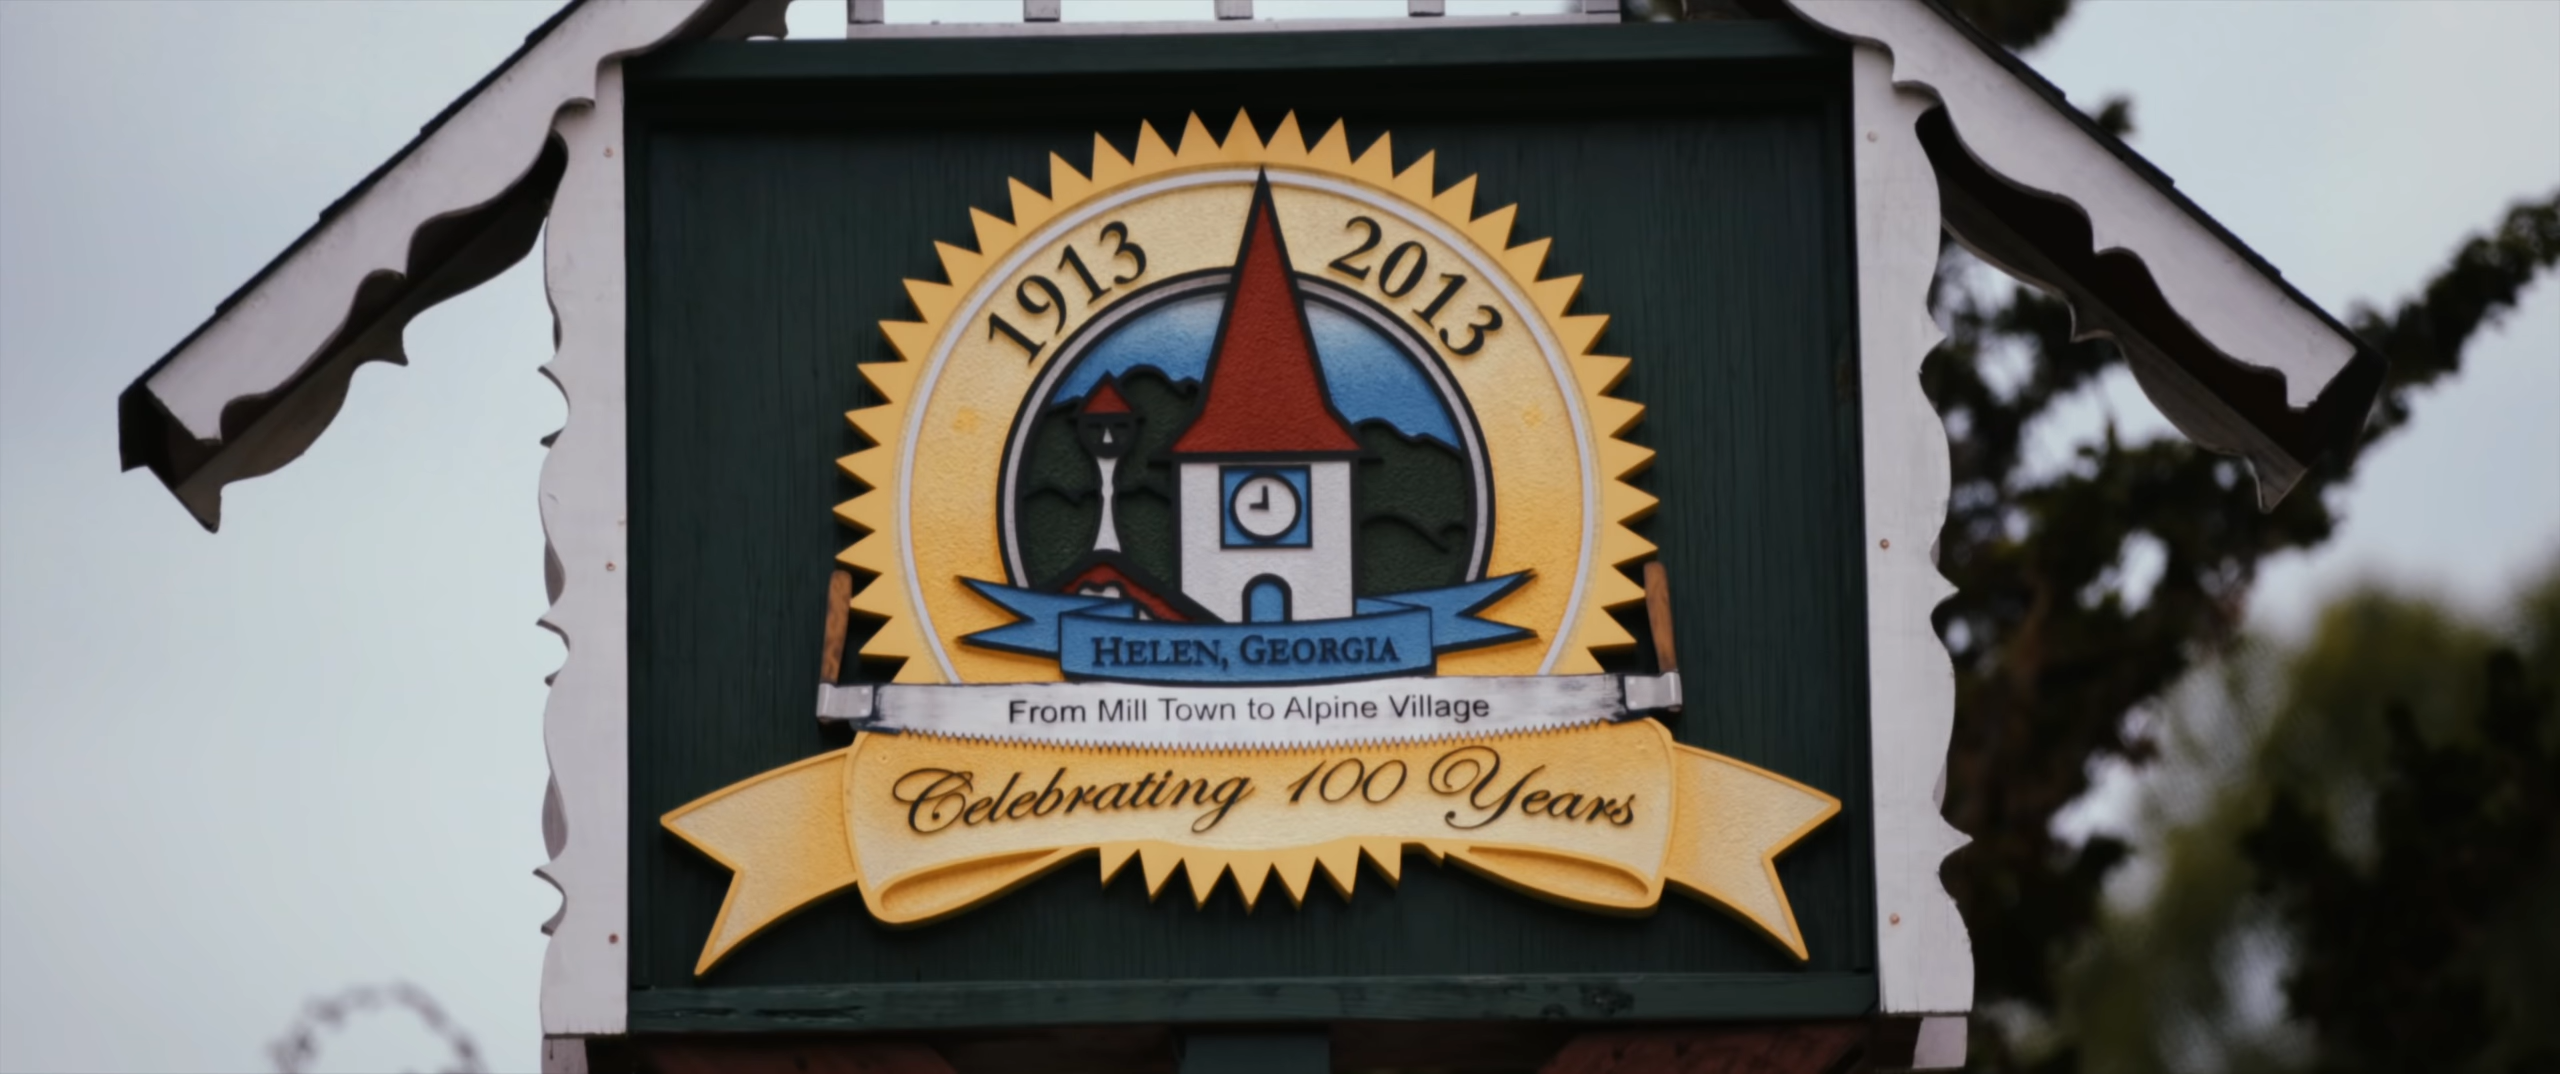 1913 2013
HELEN, GEORGIA
From Mill Town to Alpine Village
Celebrating 100 Years